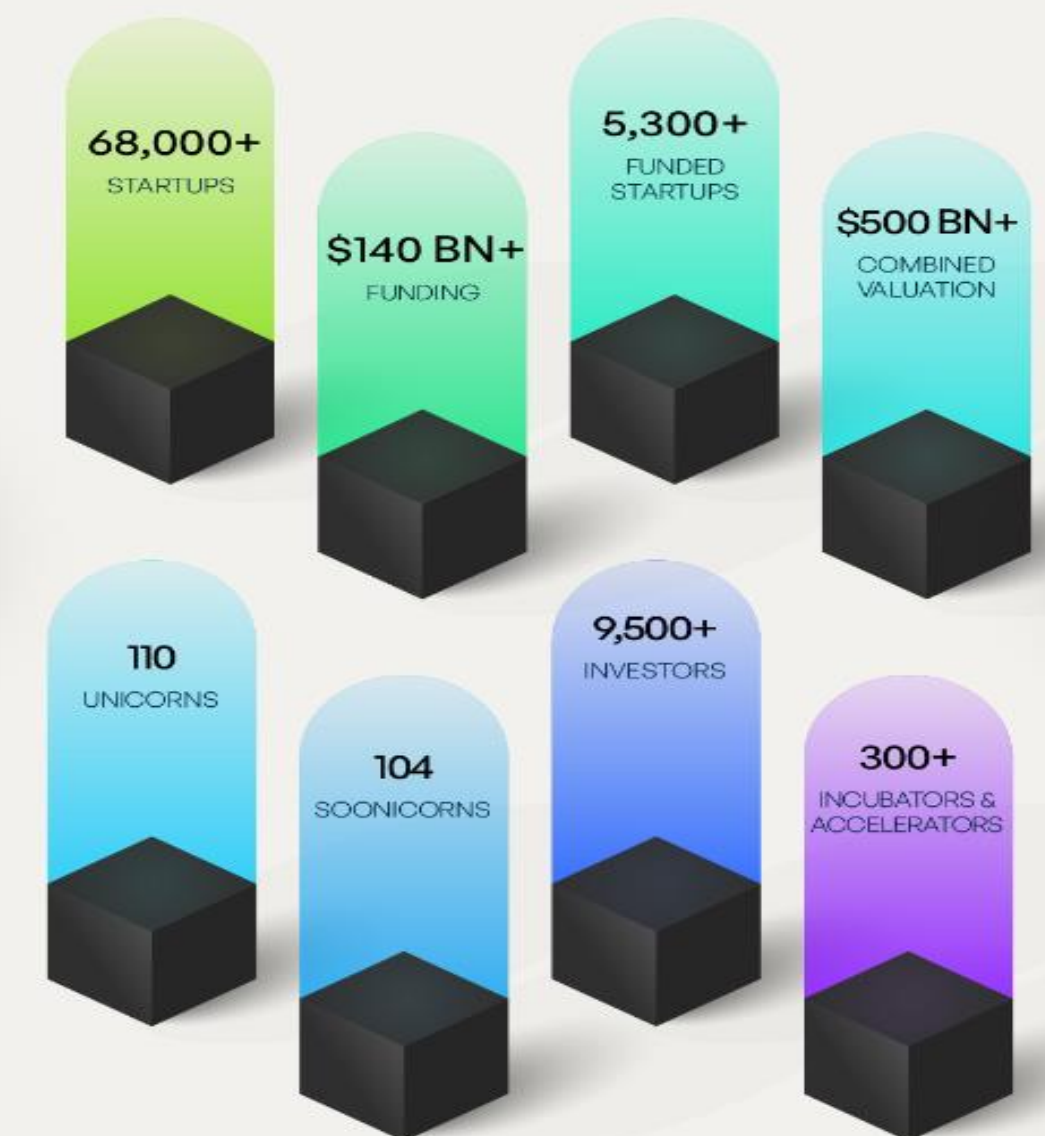 68,000+
STARTUPS
$140 BN+
FUNDING
5,300+
FUNDED
STARTUPS
$500 BN+
COMBINED
VALUATION
110
UNICORNS
104
SOONICORNS
9,500+
INVESTORS
300+
INCUBATORS &
ACCELERATORS